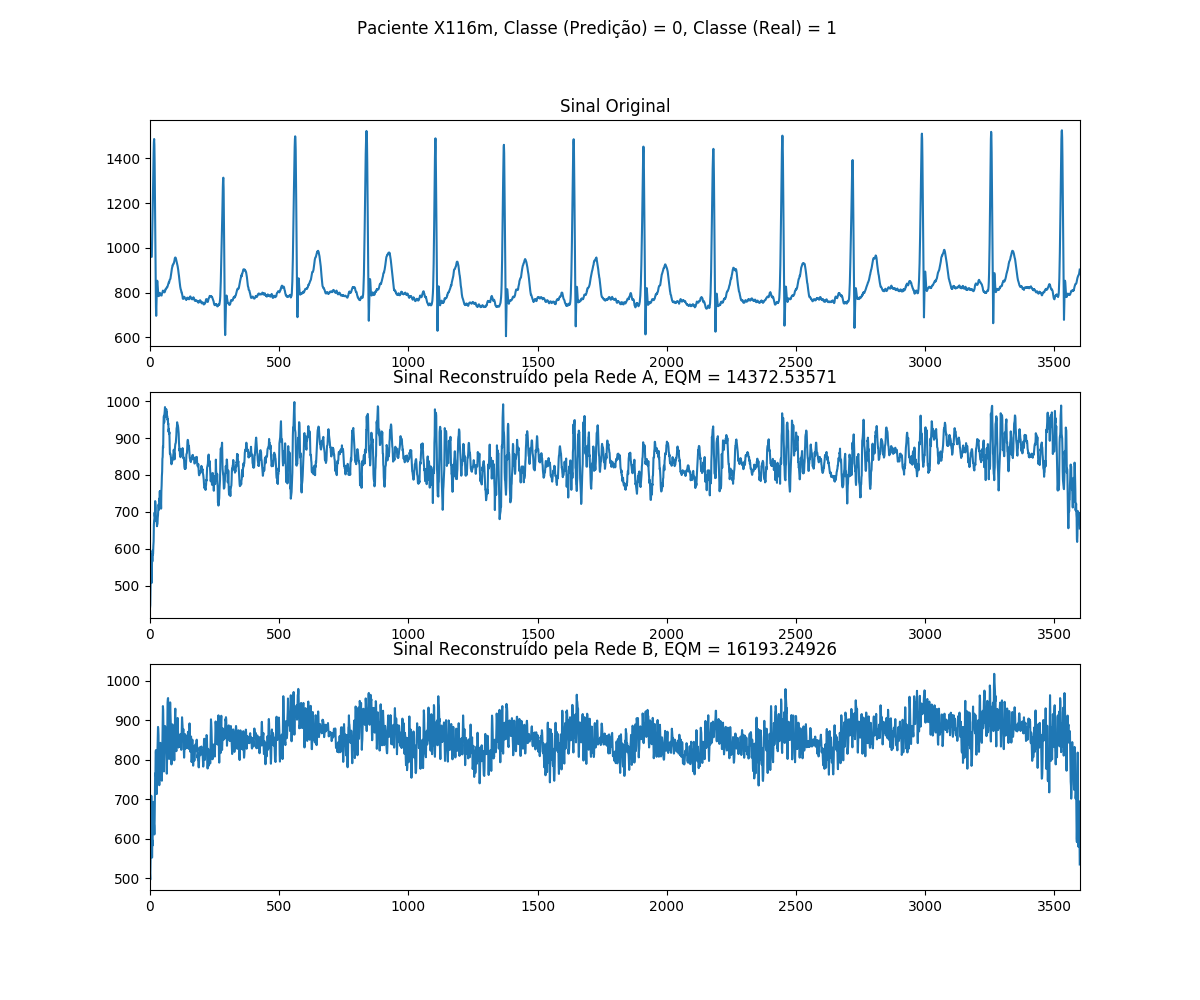 Paciente X116m, Classe (Predição) = 0, Classe (Real) = 1
Sinal Original
1400
1200
1000
800
600
0 500 1000 1500 2000 2500 3000 3500
Sinal Reconstruído pela Rede A, EQM = 14372.53571
1000
900
800
700
600
500
0 500 1000 1500 2000 2500 3000 3500
Sinal Reconstruído pela Rede B, EQM = 16193.24926
1000
900
800
700
600
500
0 500 1000 1500 2000 2500 3000 3500